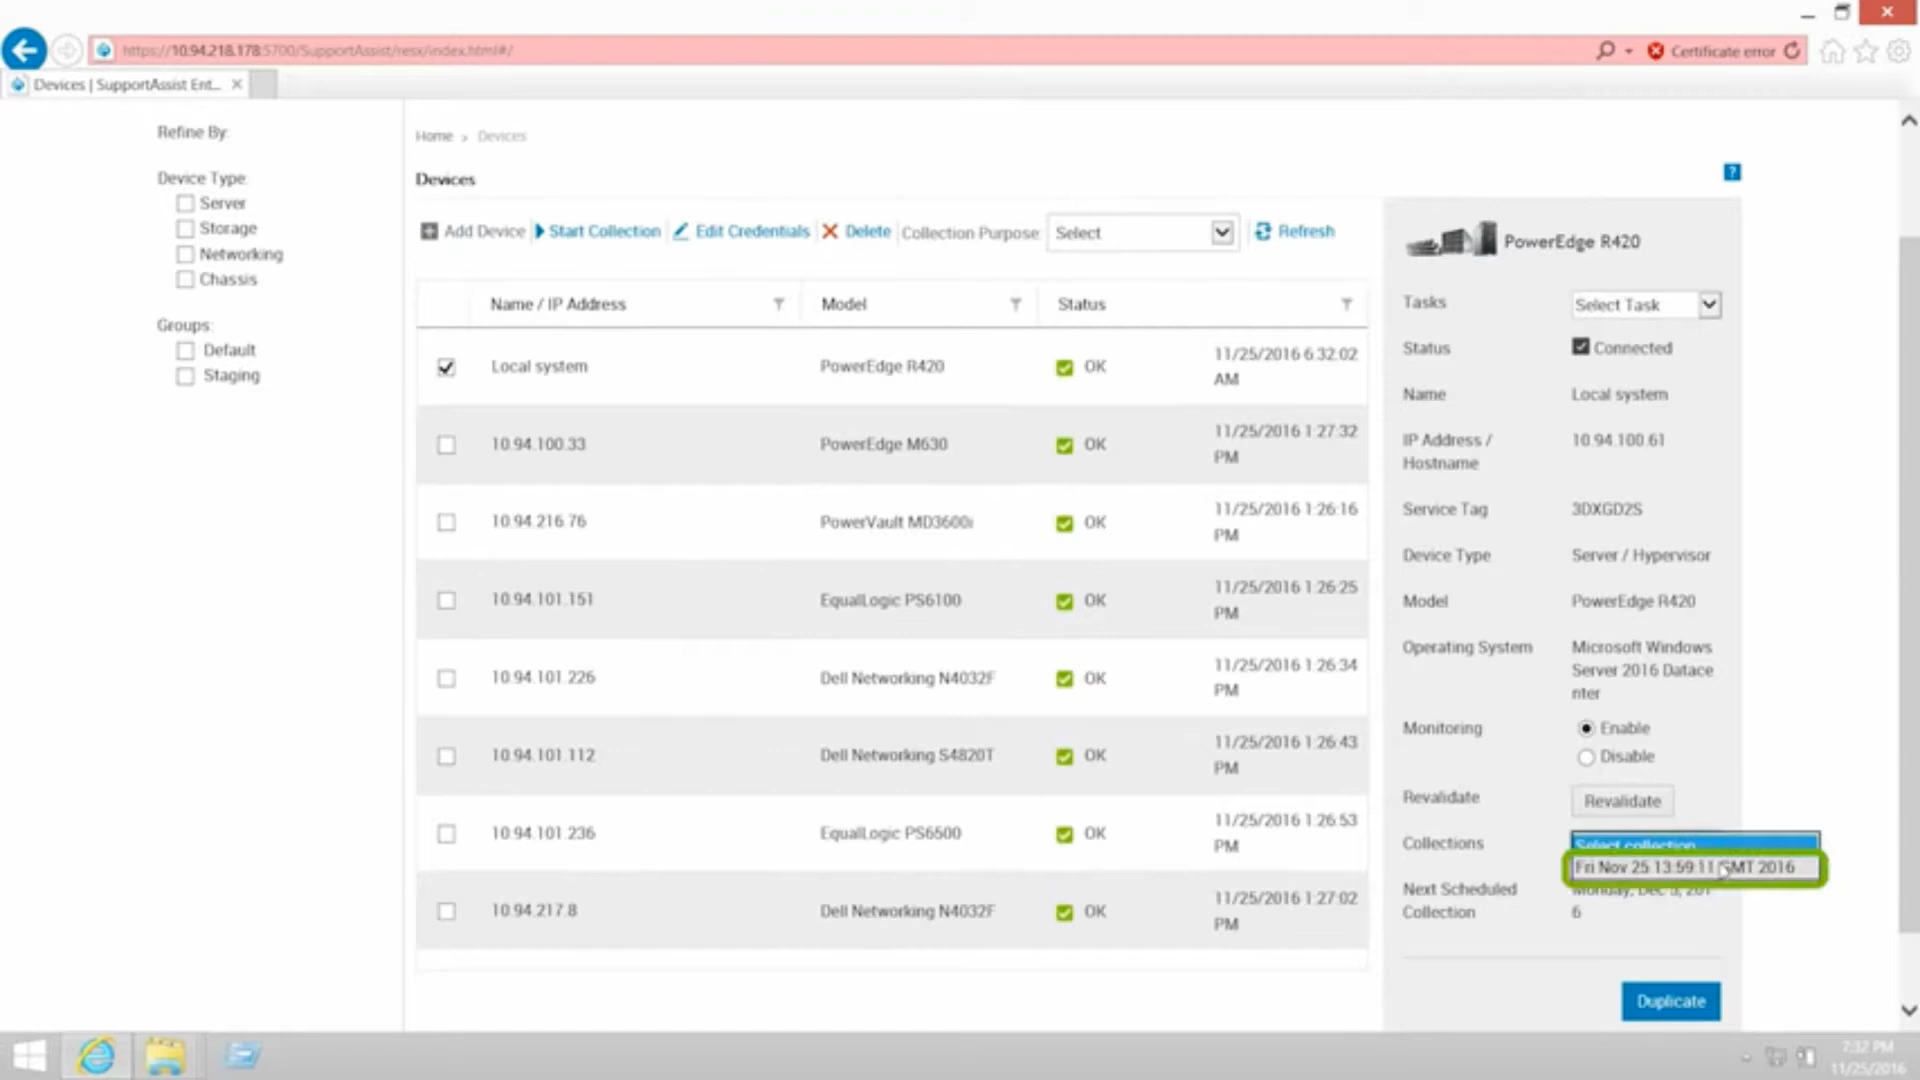 https://10.94.218.178:5700/SupportAssist/resx/index.html#/
Certificate error
Devices | SupportAssist Ent...
Refine By:
Device Type:
Server
Storage
Networking
Chassis
Groups:
Default
Staging
Home > Devices
Devices
?
Add Device
Start Collection
Edit Credentials
Delete
Collection Purpose
Select
Refresh
Name / IP Address
Model
Status
Local system
PowerEdge R420
OK
11/25/2016 6:32:02
AM
10.94.100.33
PowerEdge M630
OK
11/25/2016 1:27:32
PM
10.94.216.76
PowerVault MD3600i
OK
11/25/2016 1:26:16
PM
10.94.101.151
EqualLogic PS6100
OK
11/25/2016 1:26:25
PM
10.94.101.226
Dell Networking N4032F
OK
11/25/2016 1:26:34
PM
10.94.101.112
Dell Networking S4820T
OK
11/25/2016 1:26:43
PM
10.94.101.236
EqualLogic PS6500
OK
11/25/2016 1:26:53
PM
10.94.217.8
Dell Networking N4032F
OK
11/25/2016 1:27:02
PM
PowerEdge R420
Tasks
Select Task
Status
Connected
Name
Local system
IP Address /
Hostname
10.94.100.61
Service Tag
3DXGD2S
Device Type
Server / Hypervisor
Model
PowerEdge R420
Operating System
Microsoft Windows
Server 2016 Datace
nter
Monitoring
Enable
Disable
Revalidate
Revalidate
Collections
Select collection
Fri Nov 25 13:59:11 GMT 2016
Next Scheduled
Collection
Monday, Dec 5, 201
6
Duplicate
7:32 PM
11/25/2016